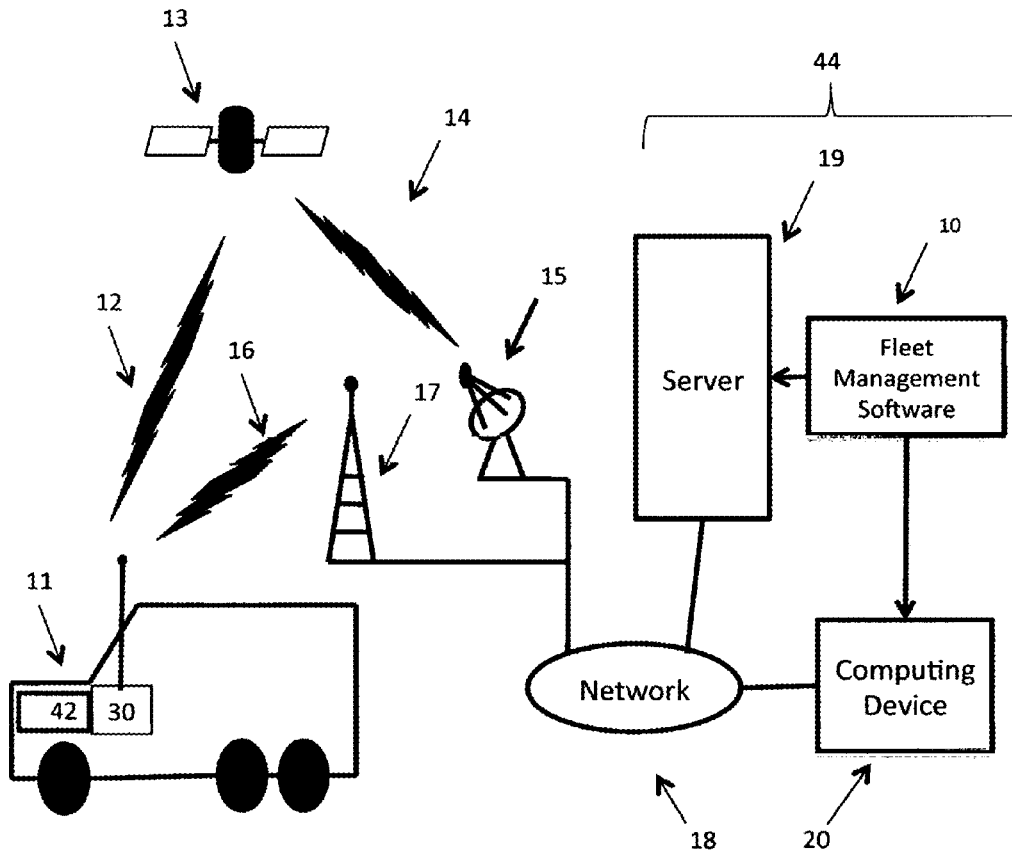 13
44
14
19
10
12
16
15
17
Server
Fleet
Management
Software
11
42
30
Network
Computing
Device
18
20